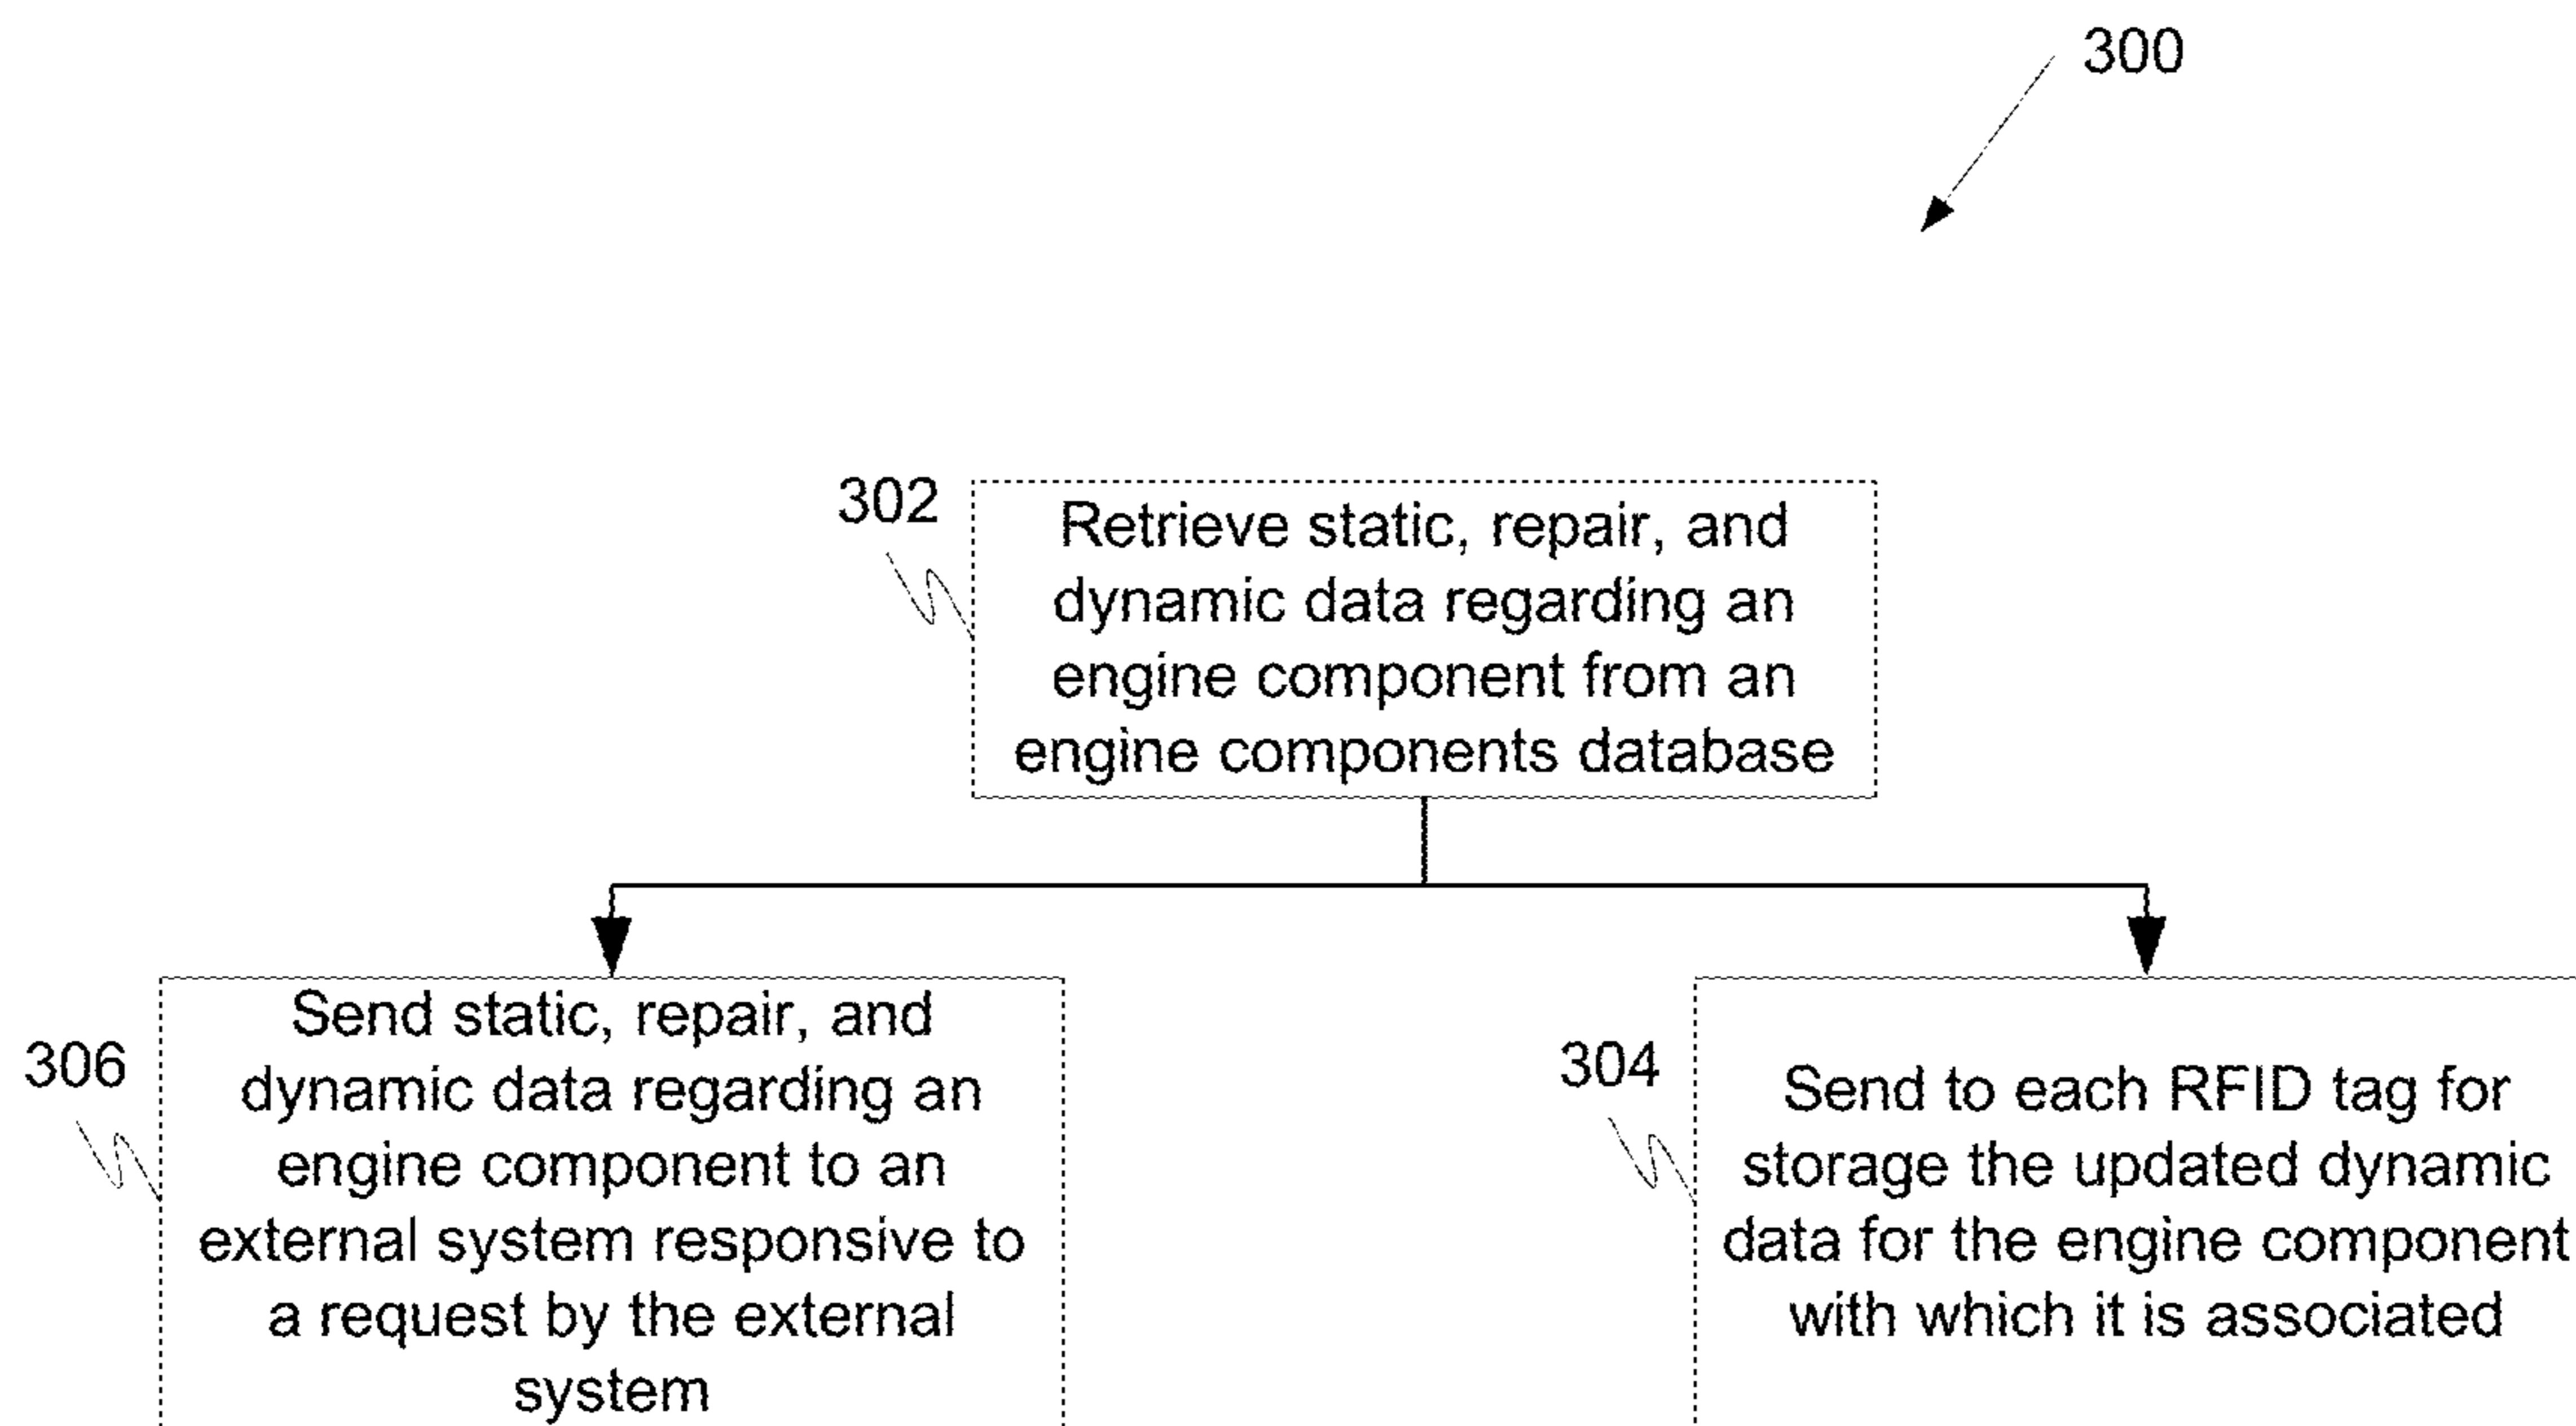 300
302
Retrieve static, repair, and
dynamic data regarding an
engine component from an
engine components database
306
Send static, repair, and
dynamic data regarding an
engine component to an
external system responsive to
a request by the external
system
304
Send to each RFID tag for
storage the updated dynamic
data for the engine component
with which it is associated